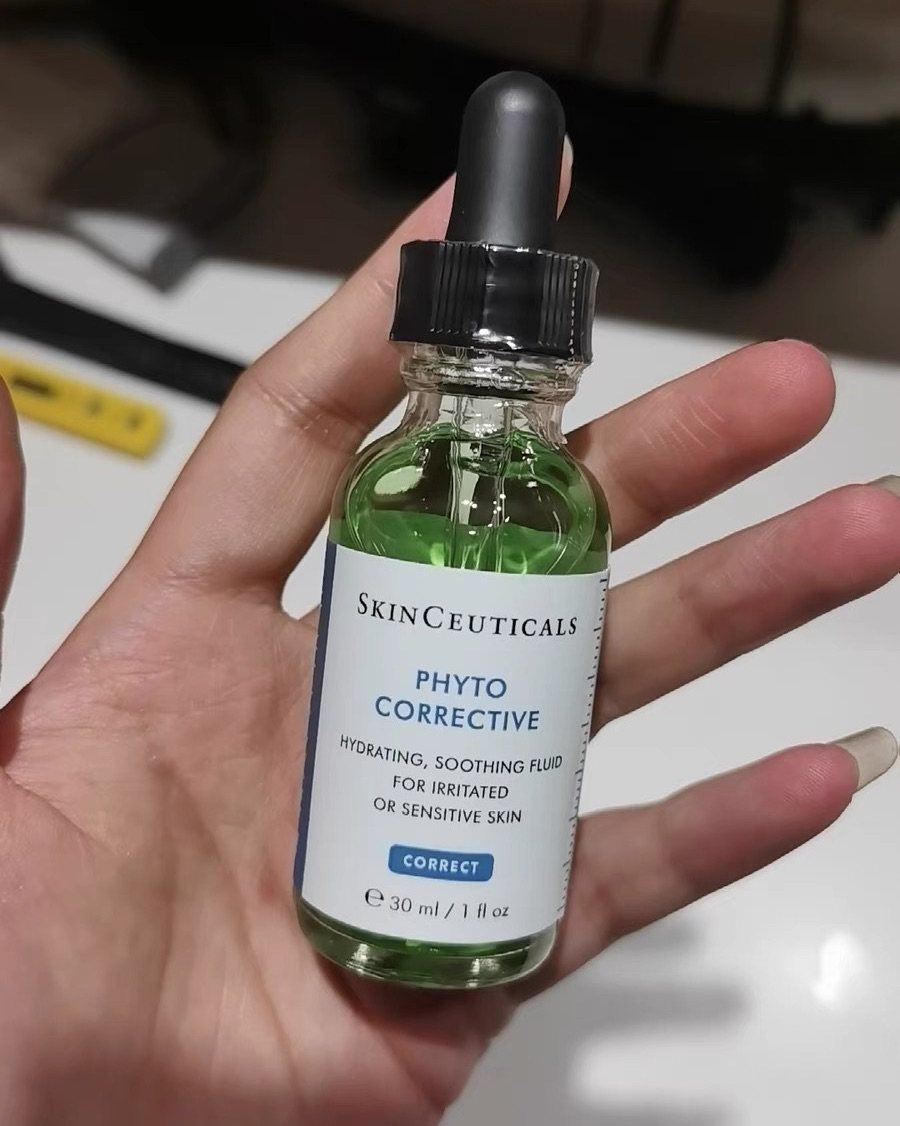 SKINCEUTICALS
PHYTO
CORRECTIVE
HYDRATING, SOOTHING FLUID
FOR IRRITATED
OR SENSITIVE SKIN
CORRECT
℮ 30 ml / 1 fl oz